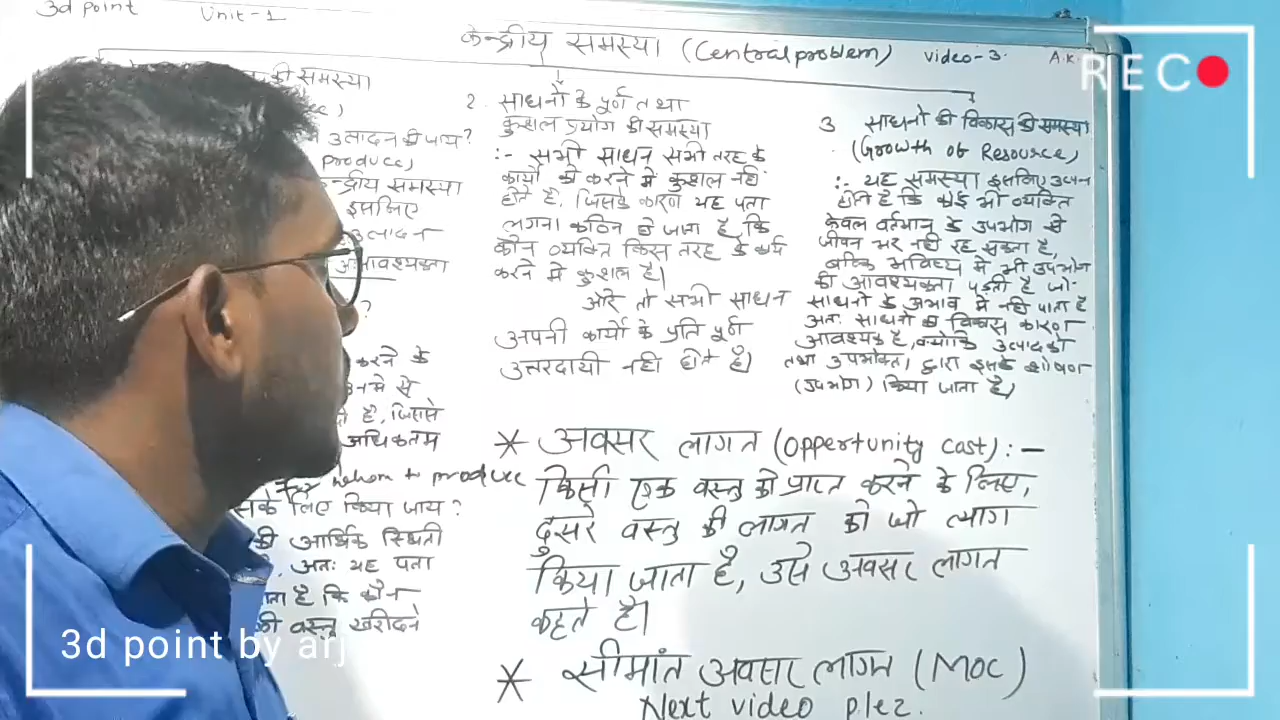 3d point
Unit-1
केन्द्रीय समस्या (Central problem) video-3. A.K.
REC
की समस्या
उत्पादन की जाय?
produce)
केन्द्रीय समस्या
इसलिए
उत्पादन
आवश्यकता
?
करने के
उनमे से
है, जिससे
अधिकतम
For whom to produce
किसके लिए किया जाय?
की आर्थिक स्थिती
अतः यह पता
है कि कौन
की वस्तु खरीदने
2. साधनों के पूर्ण तथा
कुशल प्रयोग की समस्या
:- सभी साधन सभी तरह के
कार्यो को करने में कुशल नही
होते है, जिसके कारण यह पता
लगना कठिन हो जाता है कि
कौन व्यक्ति किस तरह के कार्य
करने में कुशल है।
और तो सभी साधन
अपनी कार्यो के प्रति पूर्ण
उत्तरदायी नही होते है।
3 साधनों की विकास की समस्या
(Growth of Resource)
:- यह समस्या इसलिए उत्पन
होती है कि कोई भी व्यक्ति
केवल वर्तमान के उपभोग से
जीवन भर नही रह सकता है,
बल्कि भविष्य में भी उपभोग
की आवश्यकता पड़ती है जो
साधनों के अभाव में नही पाता है
अतः साधनों का विकास कारण
आवश्यक है, क्योकि उत्पादको
तथा उपभोक्ता द्वारा इसके शोषण
(उपभोग) किया जाता है।
* अवसर लागत (Oppertunity cast):-
किसी एक वस्तु को प्राप्त करने के लिए,
दुसरे वस्तु की लागत को जो त्याग
किया जाता है, उसे अवसर लागत
कहते है।
* सीमांत अवसर लागत (MOC)
Next video plez.
3d point by arj